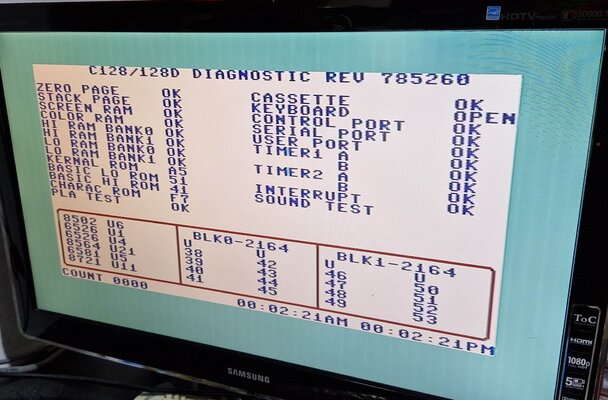 HDTV
C128/128D DIAGNOSTIC REV 785260
ZERO PAGE OK
STACK PAGE OK
SCREEN RAM OK
COLOR RAM OK
HI RAM BANK0 OK
HI RAM BANK1 OK
LO RAM BANK0 OK
LO RAM BANK1 OK
KERNAL ROM A5
BASIC LO ROM 51
BASIC HI ROM 41
CHARAC ROM F7
PLA TEST OK
CASSETTE OK
KEYBOARD OPEN
CONTROL PORT OK
SERIAL PORT OK
USER PORT OK
TIMER1 A OK
B OK
TIMER2 A OK
B OK
INTERRUPT OK
SOUND TEST OK
8502 U6
6526 U1
6526 U4
8564 U21
6581 U5
8721 U11
BLK0-2164
U U
38 42
39 43
40 44
41 45
BLK1-2164
U U
46 50
47 51
48 52
49 53
COUNT 0000
00:02:21AM 00:02:21PM
SAMSUNG
ToC
HDMI
1080p